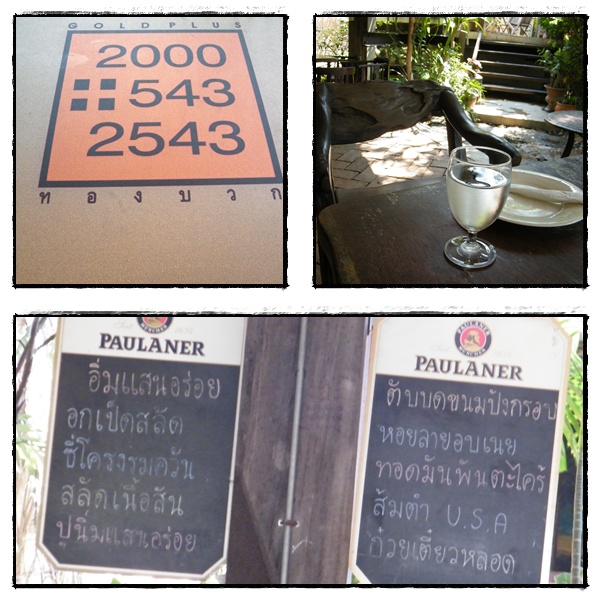 GOLDPLUS
2000
543
2543
ทองบวก
PAULANER
อิ่มแสนอร่อย
อกเป็ดสลัด
ซี่โครงรมควัน
สลัดเนื้อสัน
ปูนิ่มแสนอร่อย
PAULANER
ตับบดขนมปังกรอบ
หอยลายอบเนย
ทอดมันพันตะไคร้
ส้มตำ U.S.A
ก๋วยเตี๋ยวหลอด